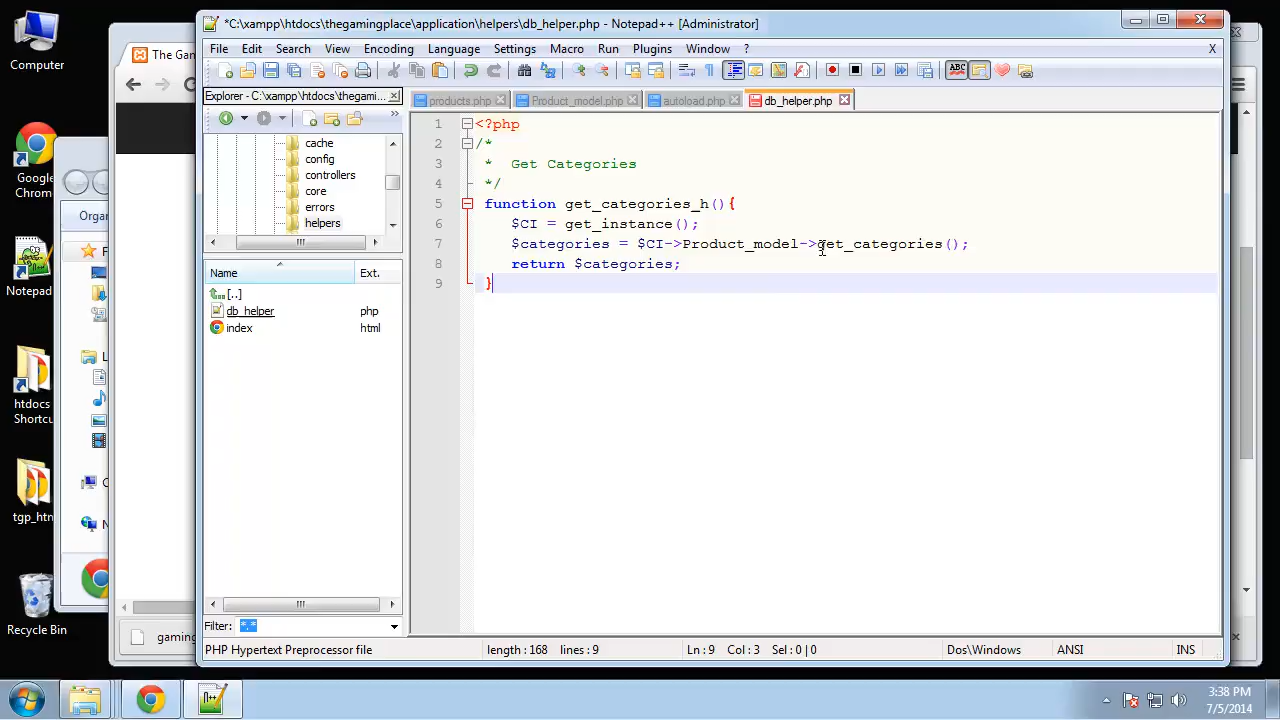 Computer
Google
Chrom
Notepad
htdocs
Shortcu
tgp_htn
Recycle Bin
Organ
The Gam
gaming
*C:\xampp\htdocs\thegamingplace\application\helpers\db_helper.php - Notepad++ [Administrator]
File Edit Search View Encoding Language Settings Macro Run Plugins Window ? X
Explorer - C:\xampp\htdocs\thegami...
products.php Product_model.php autoload.php db_helper.php
cache
config
controllers
core
errors
helpers
Name Ext.
[..]
db_helper php
index html
Filter: *.*
1 <?php
2 /*
3 * Get Categories
4 */
5 function get_categories_h(){
6 $CI = get_instance();
7 $categories = $CI->Product_model->get_categories();
8 return $categories;
9 }
PHP Hypertext Preprocessor file length : 168 lines : 9 Ln : 9 Col : 3 Sel : 0 | 0 Dos\Windows ANSI INS
3:38 PM
7/5/2014